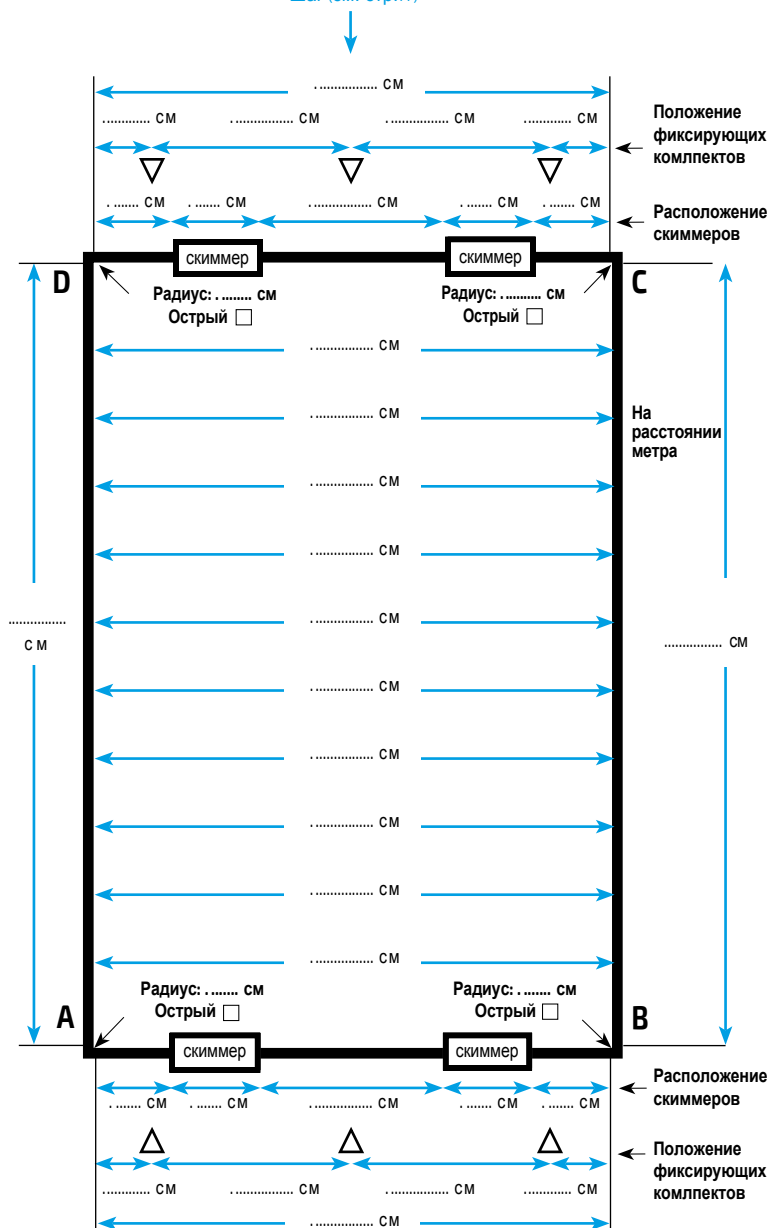 ................ см
............. см ............. см ............. см ............. см
Положение
фиксирующих
комлпектов
. ....... см . ....... см ................ см . ....... см . ....... см
Расположение
скиммеров
скиммер скиммер
D C
Радиус: . ........ см Радиус: . .......... см
Острый Острый
................ см
................ см
На
расстоянии
метра
................ см
................ см
................ см
................ см
см
................ см
................ см
................ см
................ см
................ см
Радиус: . ....... см Радиус: . ....... см
Острый Острый
A B
скиммер скиммер
Расположение
скиммеров
. ....... см . ....... см ................ см . ....... см . ....... см
Положение
фиксирующих
комлпектов
............. см ............. см ............. см ............. см
................ см